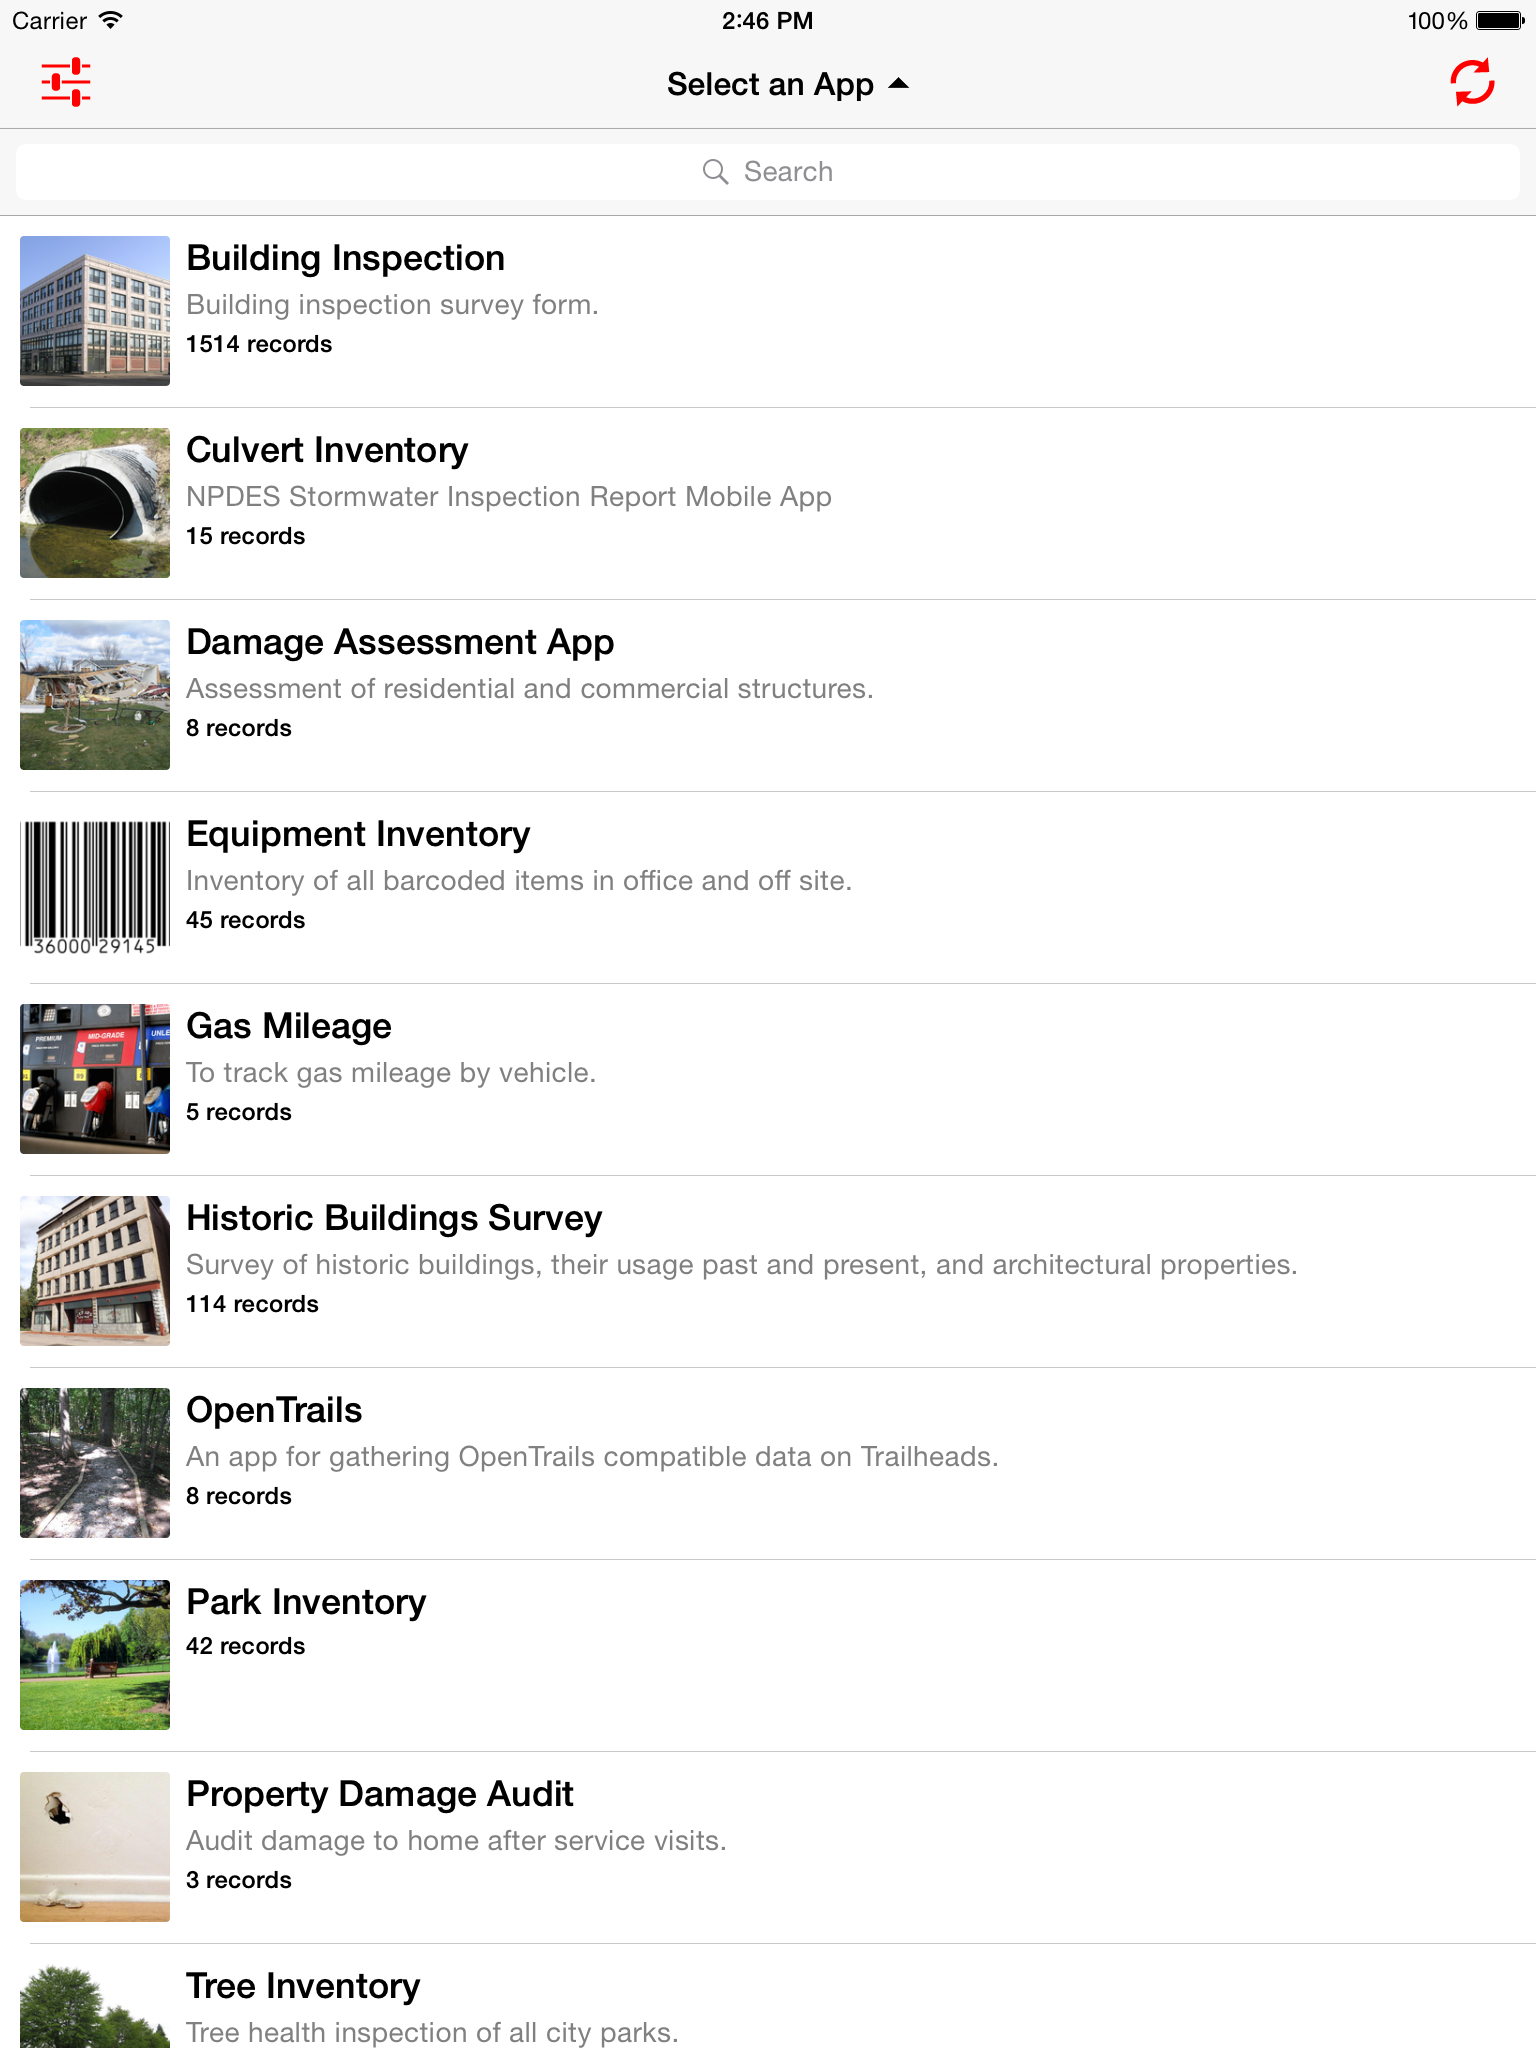 Carrier 2:46 PM 100%
Select an App
Search
Building Inspection
Building inspection survey form.
1514 records
Culvert Inventory
NPDES Stormwater Inspection Report Mobile App
15 records
Damage Assessment App
Assessment of residential and commercial structures.
8 records
Equipment Inventory
Inventory of all barcoded items in office and off site.
45 records
36000 29145
Gas Mileage
To track gas mileage by vehicle.
5 records
PREMIUM MID-GRADE UNLE
89
Historic Buildings Survey
Survey of historic buildings, their usage past and present, and architectural properties.
114 records
OpenTrails
An app for gathering OpenTrails compatible data on Trailheads.
8 records
Park Inventory
42 records
Property Damage Audit
Audit damage to home after service visits.
3 records
Tree Inventory
Tree health inspection of all city parks.